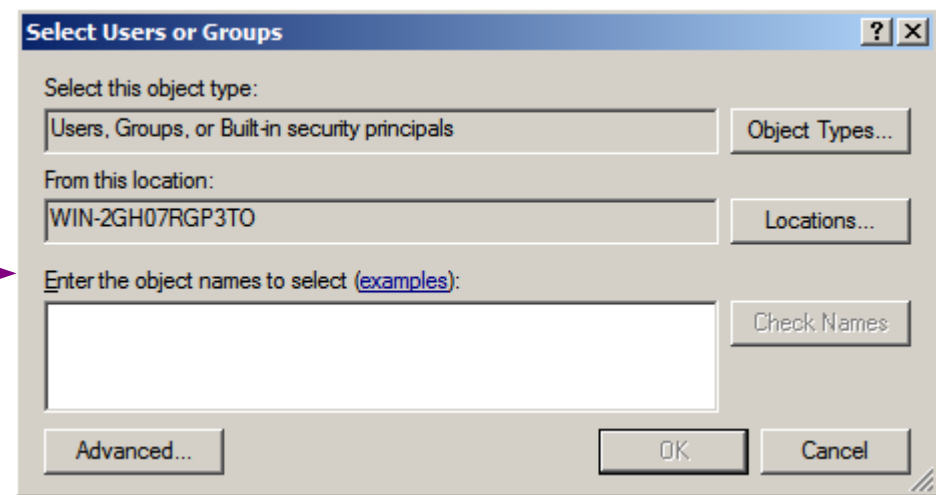 Select Users or Groups
Select this object type:
Users, Groups, or Built-in security principals
Object Types...
From this location:
WIN-2GH07RGP3TO
Locations...
Enter the object names to select (examples):
Check Names
Advanced...
OK
Cancel